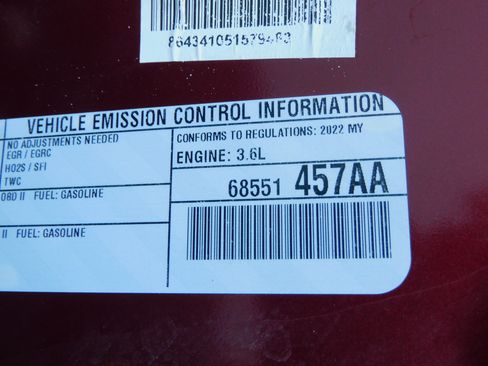 864341051579483
VEHICLE EMISSION CONTROL INFORMATION
NO ADJUSTMENTS NEEDED
EGR / EGRC
HO2S / SFI
TWC
OBD II FUEL: GASOLINE
II FUEL: GASOLINE
CONFORMS TO REGULATIONS: 2022 MY
ENGINE: 3.6L
68551 457AA